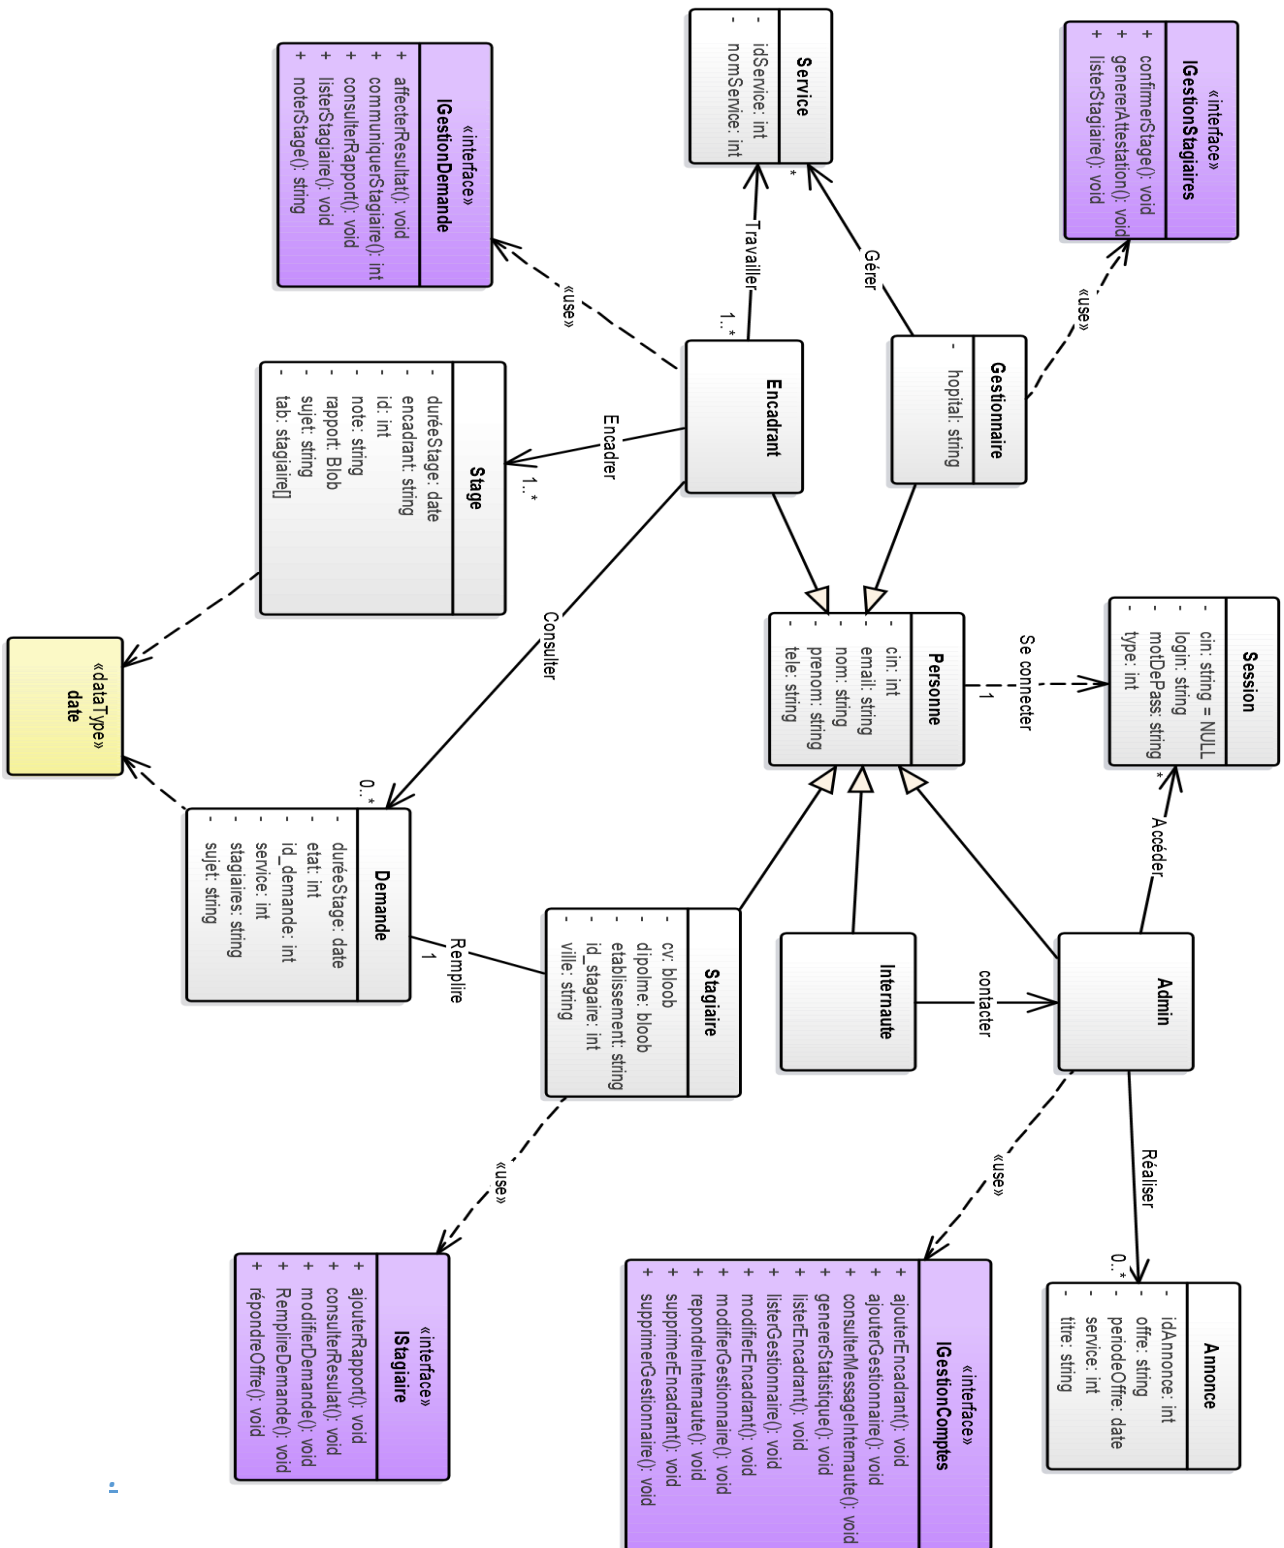 «interface»
IGestionStagiaires
+ confirmerStage(): void
+ genererAttestation(): void
+ listerStagiaire(): void
«use»
Gestionnaire
- hopital: string
Gérer
*
Service
- idService: int
- nomService: int
Travailler
1..*
Encadrant
«interface»
IGestionDemande
+ affecterResultat(): void
+ communiquerStagiaire(): int
+ consulterRapport(): void
+ listerStagiaire(): void
+ noterStage(): string
«use»
Encadrer
1..*
Stage
- duréeStage: date
- encadrant: string
- id: int
- note: string
- rapport: Blob
- sujet: string
- tab: stagiaire[]
Consulter
0..*
Session
- cin: string = NULL
- login: string
- motDePass: string
- type: int
Se connecter
1
Personne
- cin: int
- email: string
- nom: string
- prenom: string
- tele: string
«dataType»
date
*
Accéder
Admin
contacter
Internaute
Stagiaire
- cv: bloob
- dipolme: bloob
- etablissement: string
- id_stagaire: int
- ville: string
Remplire
1
Demande
- duréeStage: date
- etat: int
- id_demande: int
- service: int
- stagiaires: string
- sujet: string
Réaliser
0..*
Annonce
- idAnnonce: int
- offre: string
- periodeOffre: date
- service: int
- titre: string
«use»
«interface»
IGestionComptes
+ ajouterEncadrant(): void
+ ajouterGestionnaire(): void
+ consulterMessageInternaute(): void
+ genererStatistique(): void
+ listerEncadrant(): void
+ listerGestionnaire(): void
+ modifierEncadrant(): void
+ modifierGestionnaire(): void
+ repondreInternaute(): void
+ supprimerEncadrant(): void
+ supprimerGestionnaire(): void
«use»
«interface»
IStagiaire
+ ajouterRapport(): void
+ consulterResulat(): void
+ modifierDemande(): void
+ RemplireDemande(): void
+ répondreOffre(): void